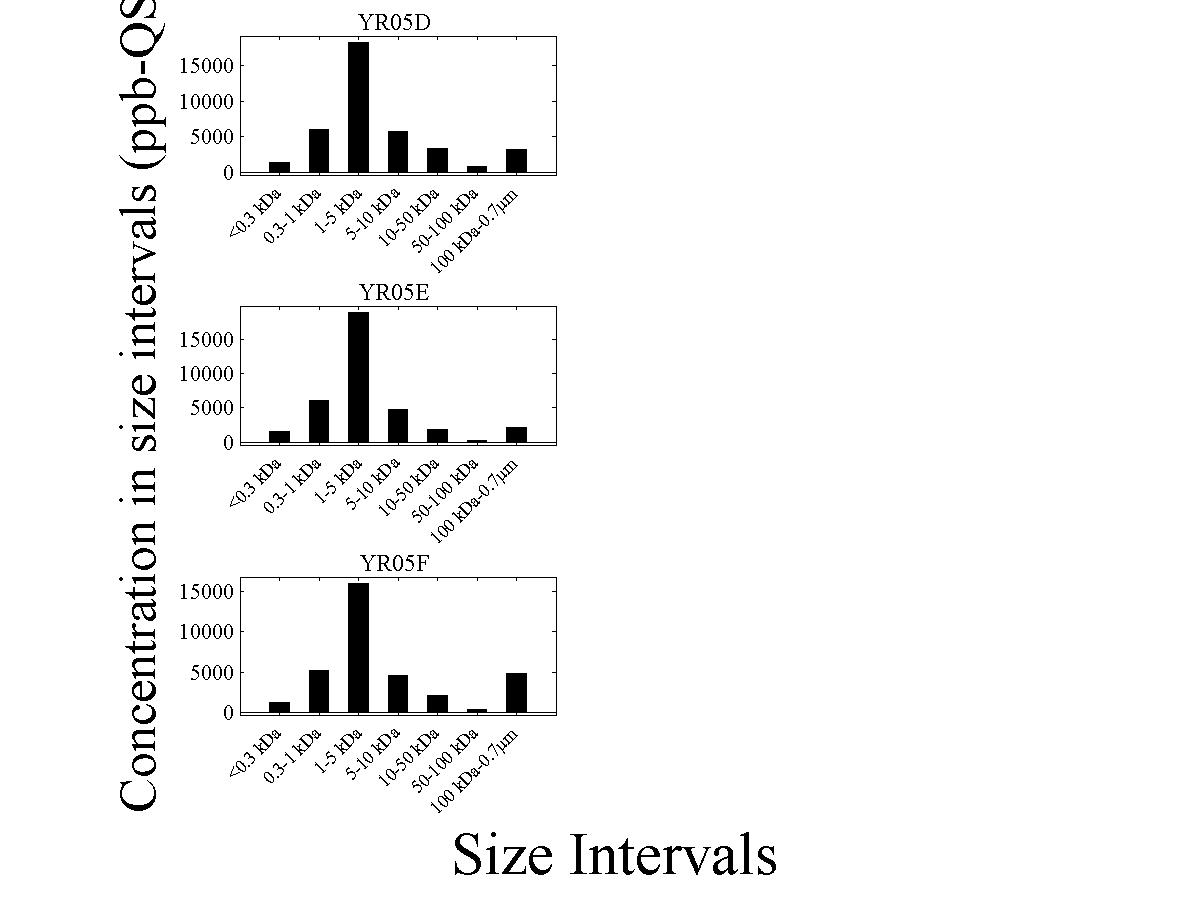 Concentration in size intervals (ppb-QS
YR05D
15000
10000
5000
0
<0.3 kDa
0.3-1 kDa
1-5 kDa
5-10 kDa
10-50 kDa
50-100 kDa
100 kDa-0.7μm
YR05E
15000
10000
5000
0
<0.3 kDa
0.3-1 kDa
1-5 kDa
5-10 kDa
10-50 kDa
50-100 kDa
100 kDa-0.7μm
YR05F
15000
10000
5000
0
<0.3 kDa
0.3-1 kDa
1-5 kDa
5-10 kDa
10-50 kDa
50-100 kDa
100 kDa-0.7μm
Size Intervals